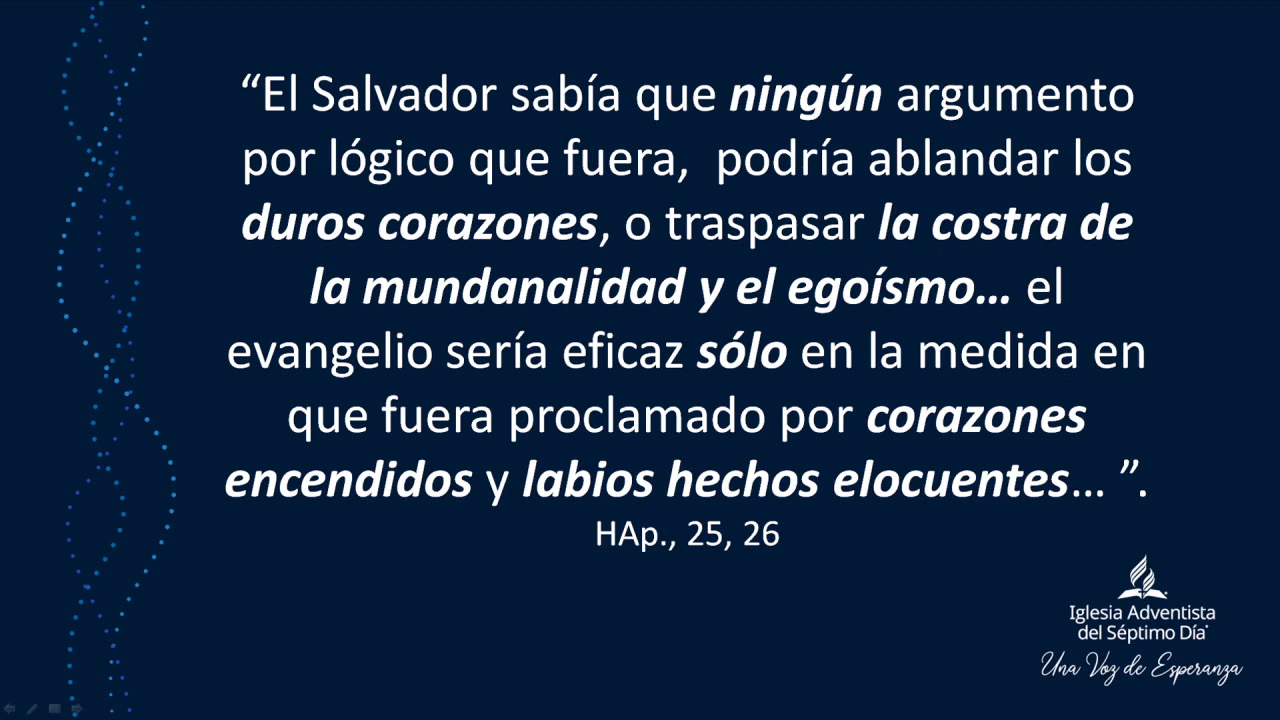 “El Salvador sabía que ningún argumento
por lógico que fuera,  podría ablandar los
duros corazones, o traspasar la costra de
la mundanalidad y el egoísmo... el
evangelio sería eficaz sólo en la medida en
que fuera proclamado por corazones
encendidos y labios hechos elocuentes... ”.
HAp., 25, 26
Iglesia Adventista
del Séptimo Día
Una Voz de Esperanza